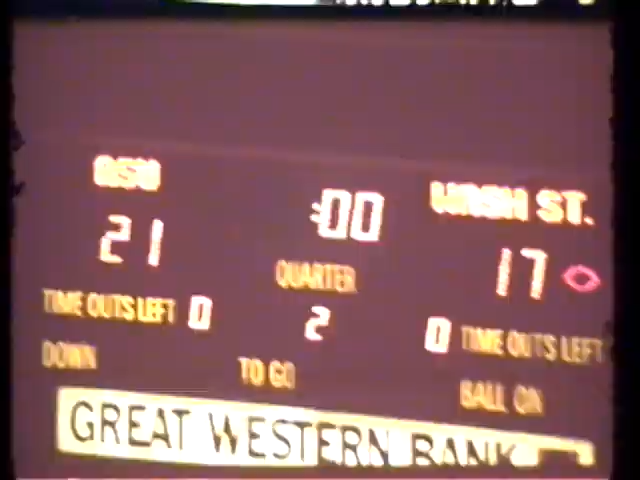 ASU :00 WASH ST.
21 17
QUARTER
TIME OUTS LEFT 0 2 0 TIME OUTS LEFT
DOWN TO GO BALL ON
GREAT WESTERN BANK